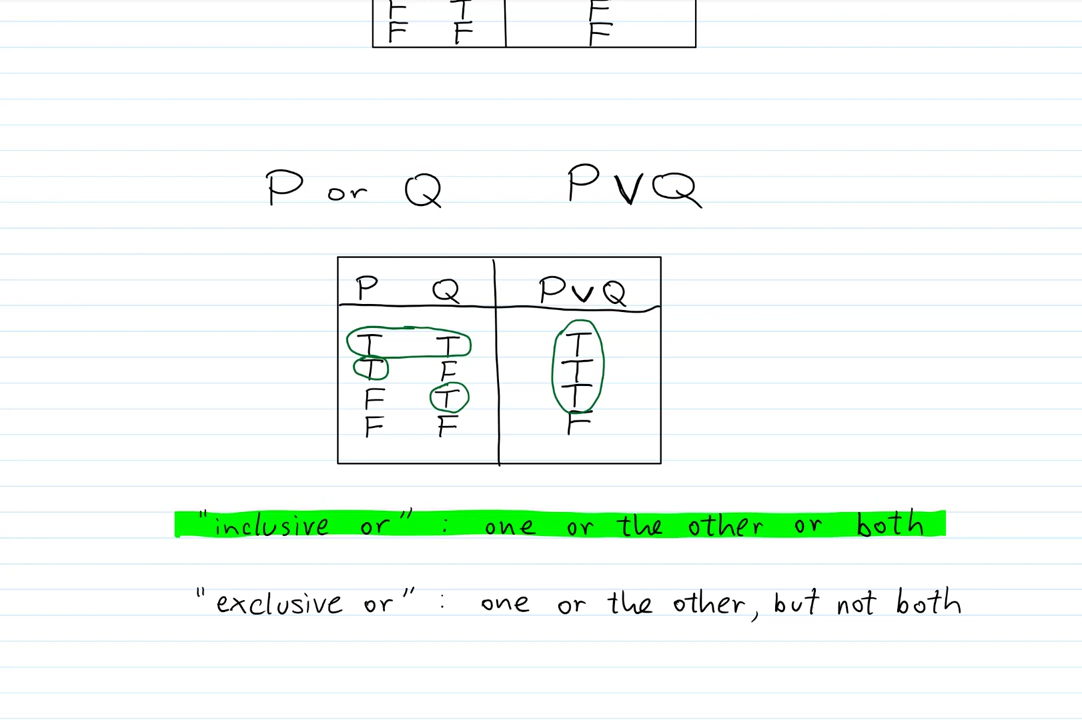 F T F
F F F
P or Q P∨Q
P Q P∨Q
T T T
T F T
F T T
F F F
"inclusive or" : one or the other or both
"exclusive or" : one or the other, but not both